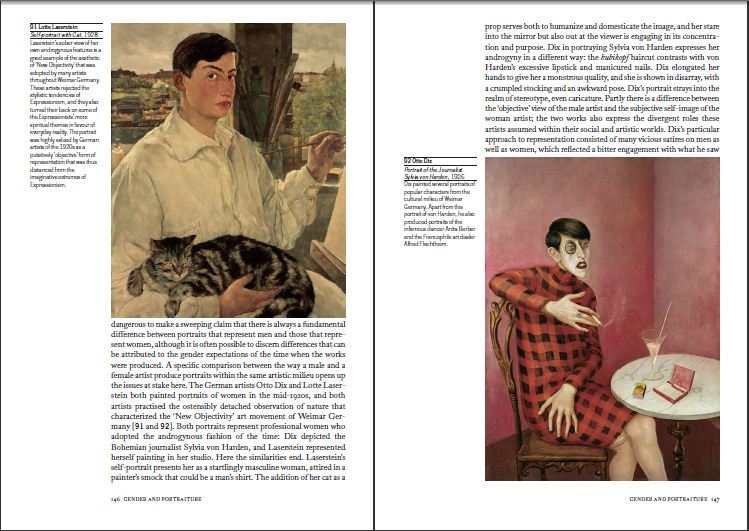 91 Lotte Laserstein
Self-portrait with Cat, 1928
Laserstein's sober view of her
own androgynous features is a
good example of the aesthetic
of 'New Objectivity' that was
adopted by many artists
throughout Weimar Germany.
These artists rejected the
stylistic tendencies of
Expressionism, and they also
turned their back on some of
the Expressionists' more
spiritual themes in favour of
everyday reality. The portrait
was highly valued by German
artists of the 1920s as a
putatively 'objective' form of
representation that was thus
distanced from the
imaginative extremes of
Expressionism.
dangerous to make a sweeping claim that there is always a fundamental
difference between portraits that represent men and those that repre-
sent women, although it is often possible to discern differences that can
be attributed to the gender expectations of the time when the works
were produced. A specific comparison between the way a male and a
female artist produce portraits within the same artistic milieu opens up
the issues at stake here. The German artists Otto Dix and Lotte Laser-
stein both painted portraits of women in the mid-1920s, and both
artists practised the ostensibly detached observation of nature that
characterized the 'New Objectivity' art movement of Weimar Ger-
many [91 and 92]. Both portraits represent professional women who
adopted the androgynous fashion of the time: Dix depicted the
Bohemian journalist Sylvia von Harden, and Laserstein represented
herself painting in her studio. Here the similarities end. Laserstein's
self-portrait presents her as a startlingly masculine woman, attired in a
painter's smock that could be a man's shirt. The addition of her cat as a
146 GENDER AND PORTRAITURE
prop serves both to humanize and domesticate the image, and her stare
into the mirror but also out at the viewer is engaging in its concentra-
tion and purpose. Dix in portraying Sylvia von Harden expresses her
androgyny in a different way: the bubikopf haircut contrasts with von
Harden's excessive lipstick and manicured nails. Dix elongated her
hands to give her a monstrous quality, and she is shown in disarray, with
a crumpled stocking and an awkward pose. Dix's portrait strays into the
realm of stereotype, even caricature. Partly there is a difference between
the 'objective' view of the male artist and the subjective self-image of the
woman artist; the two works also express the divergent roles these
artists assumed within their social and artistic worlds. Dix's particular
approach to representation consisted of many vicious satires on men as
well as women, which reflected a bitter engagement with what he saw
92 Otto Dix
Portrait of the Journalist
Sylvia von Harden, 1926
Dix painted several portraits of
popular characters from the
cultural milieu of Weimar
Germany. Apart from this
portrait of von Harden, he also
produced portraits of the
infamous dancer Anita Berber
and the Francophile art dealer
Alfred Flechtheim.
GENDER AND PORTRAITURE 147